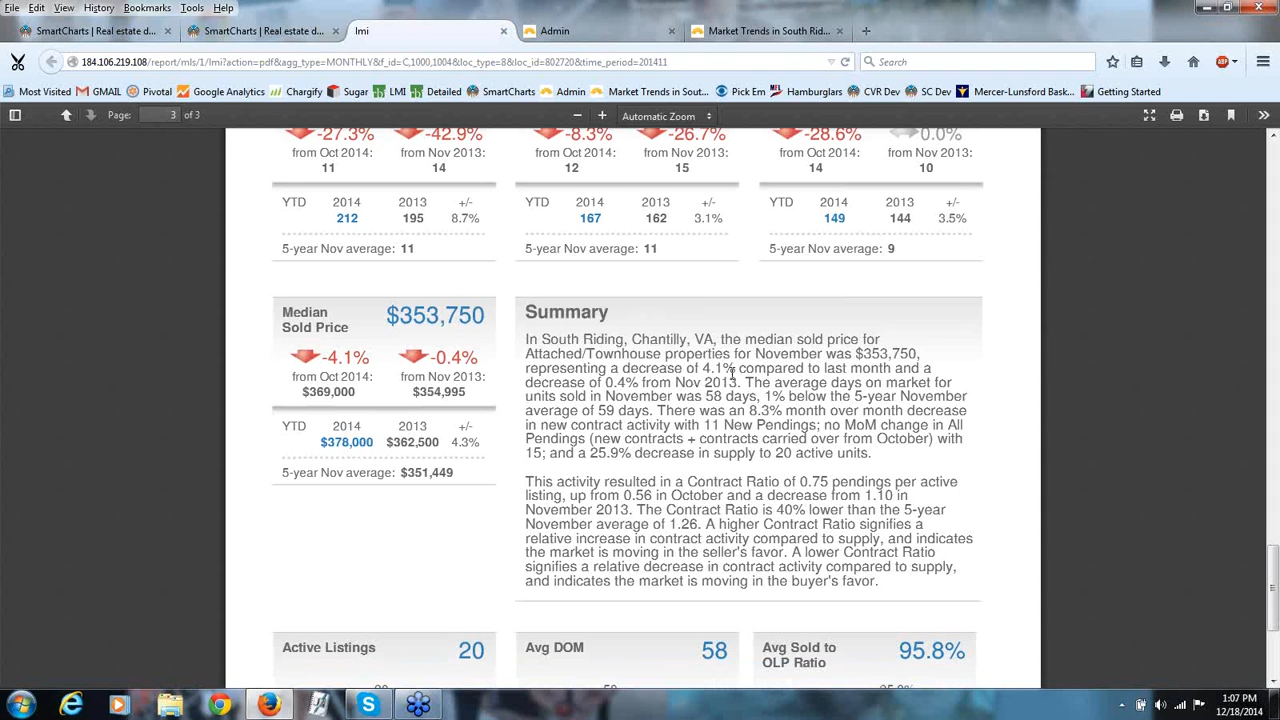 File Edit View History Bookmarks Tools Help
SmartCharts | Real estate d... × SmartCharts | Real estate d... × lmi × Admin × Market Trends in South Rid... × +
184.106.219.108/report/mls/1/lmi?action=pdf&agg_type=MONTHLY&f_id=C,1000,1004&loc_type=8&loc_id=802720&time_period=201411 Search
Most Visited GMAIL Pivotal Google Analytics Chargify Sugar LMI Detailed SmartCharts Admin Market Trends in Sout... Pick Em Hamburglars CVR Dev SC Dev Mercer-Lunsford Bask... Getting Started
Page: 3 of 3 Automatic Zoom
-27.3% -42.9% -8.3% -26.7% -28.6% 0.0%
from Oct 2014: from Nov 2013: from Oct 2014: from Nov 2013: from Oct 2014: from Nov 2013:
11 14 12 15 14 10
YTD 2014 2013 +/- YTD 2014 2013 +/- YTD 2014 2013 +/-
212 195 8.7% 167 162 3.1% 149 144 3.5%
5-year Nov average: 11 5-year Nov average: 11 5-year Nov average: 9
Median
Sold Price
$353,750
-4.1% -0.4%
from Oct 2014: from Nov 2013:
$369,000 $354,995
YTD 2014 2013 +/-
$378,000 $362,500 4.3%
5-year Nov average: $351,449
Summary
In South Riding, Chantilly, VA, the median sold price for
Attached/Townhouse properties for November was $353,750,
representing a decrease of 4.1% compared to last month and a
decrease of 0.4% from Nov 2013. The average days on market for
units sold in November was 58 days, 1% below the 5-year November
average of 59 days. There was an 8.3% month over month decrease
in new contract activity with 11 New Pendings; no MoM change in All
Pendings (new contracts + contracts carried over from October) with
15; and a 25.9% decrease in supply to 20 active units.
This activity resulted in a Contract Ratio of 0.75 pendings per active
listing, up from 0.56 in October and a decrease from 1.10 in
November 2013. The Contract Ratio is 40% lower than the 5-year
November average of 1.26. A higher Contract Ratio signifies a
relative increase in contract activity compared to supply, and indicates
the market is moving in the seller's favor. A lower Contract Ratio
signifies a relative decrease in contract activity compared to supply,
and indicates the market is moving in the buyer's favor.
Active Listings 20
Avg DOM 58
Avg Sold to
OLP Ratio
95.8%
1:07 PM
12/18/2014